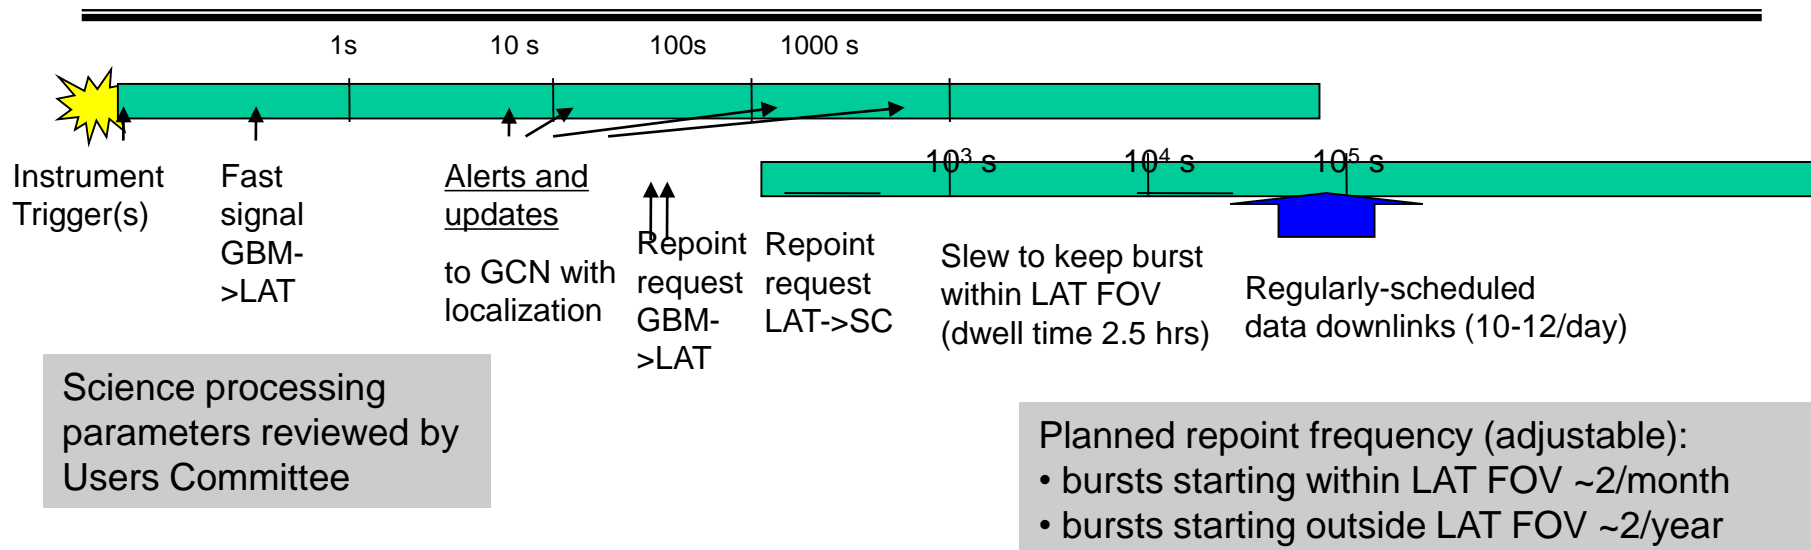 1s 10 s 100s 1000 s
10³ s 10⁴ s 10⁵ s
Instrument
Trigger(s)
Fast
signal
GBM-
>LAT
Alerts and
updates
to GCN with
localization
Repoint
request
GBM-
>LAT
Repoint
request
LAT->SC
Slew to keep burst
within LAT FOV
(dwell time 2.5 hrs)
Regularly-scheduled
data downlinks (10-12/day)
Science processing
parameters reviewed by
Users Committee
Planned repoint frequency (adjustable):
• bursts starting within LAT FOV ~2/month
• bursts starting outside LAT FOV ~2/year